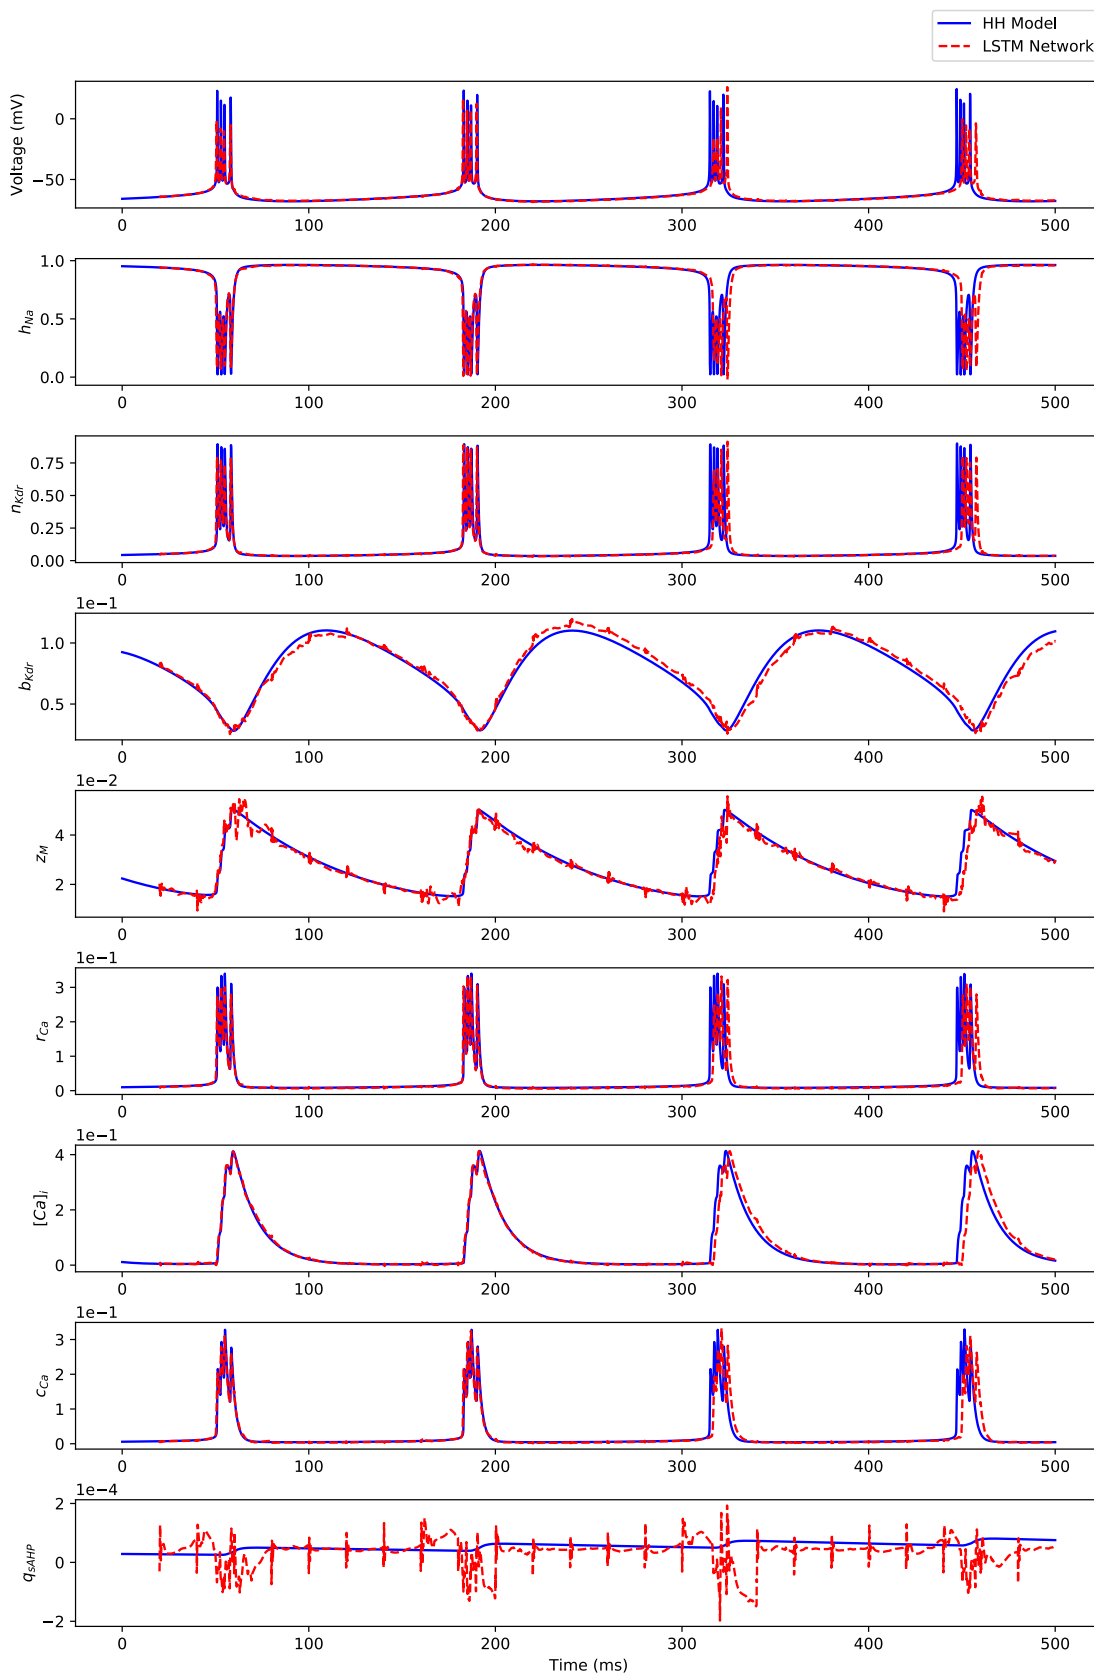 HH Model
LSTM Network
Voltage (mV)
0
−50
0 100 200 300 400 500
h_Na
1.0
0.5
0.0
0 100 200 300 400 500
n_Kdr
0.75
0.50
0.25
0.00
0 100 200 300 400 500
1e−1
b_Kdr
1.0
0.5
0 100 200 300 400 500
1e−2
z_M
4
2
0 100 200 300 400 500
1e−1
r_Ca
3
2
1
0
0 100 200 300 400 500
1e−1
[Ca]_i
4
2
0
0 100 200 300 400 500
1e−1
c_Ca
3
2
1
0
0 100 200 300 400 500
1e−4
q_sAHP
2
0
−2
0 100 200 300 400 500
Time (ms)